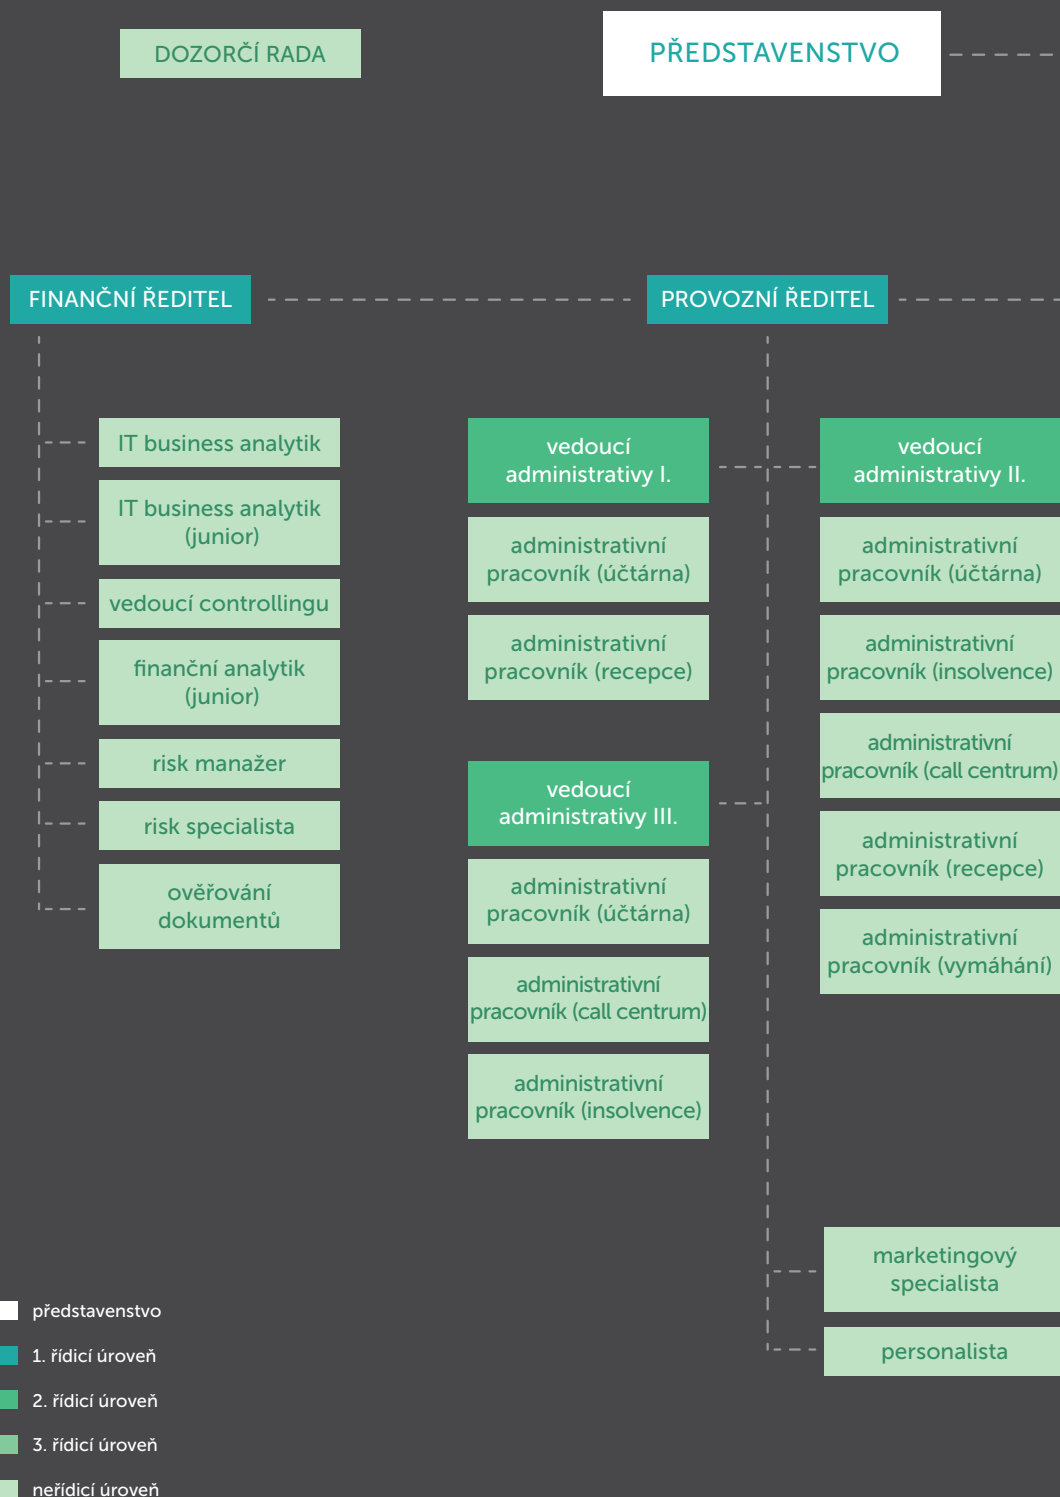 DOZORČÍ RADA
PŘEDSTAVENSTVO
FINANČNÍ ŘEDITEL
PROVOZNÍ ŘEDITEL
IT business analytik
IT business analytik
(junior)
vedoucí controllingu
finanční analytik
(junior)
risk manažer
risk specialista
ověřování
dokumentů
vedoucí
administrativy I.
administrativní
pracovník (účtárna)
administrativní
pracovník (recepce)
vedoucí
administrativy III.
administrativní
pracovník (účtárna)
administrativní
pracovník (call centrum)
administrativní
pracovník (insolvence)
vedoucí
administrativy II.
administrativní
pracovník (účtárna)
administrativní
pracovník (insolvence)
administrativní
pracovník (call centrum)
administrativní
pracovník (recepce)
administrativní
pracovník (vymáhání)
marketingový
specialista
personalista
představenstvo
1. řídicí úroveň
2. řídicí úroveň
3. řídicí úroveň
neřídicí úroveň